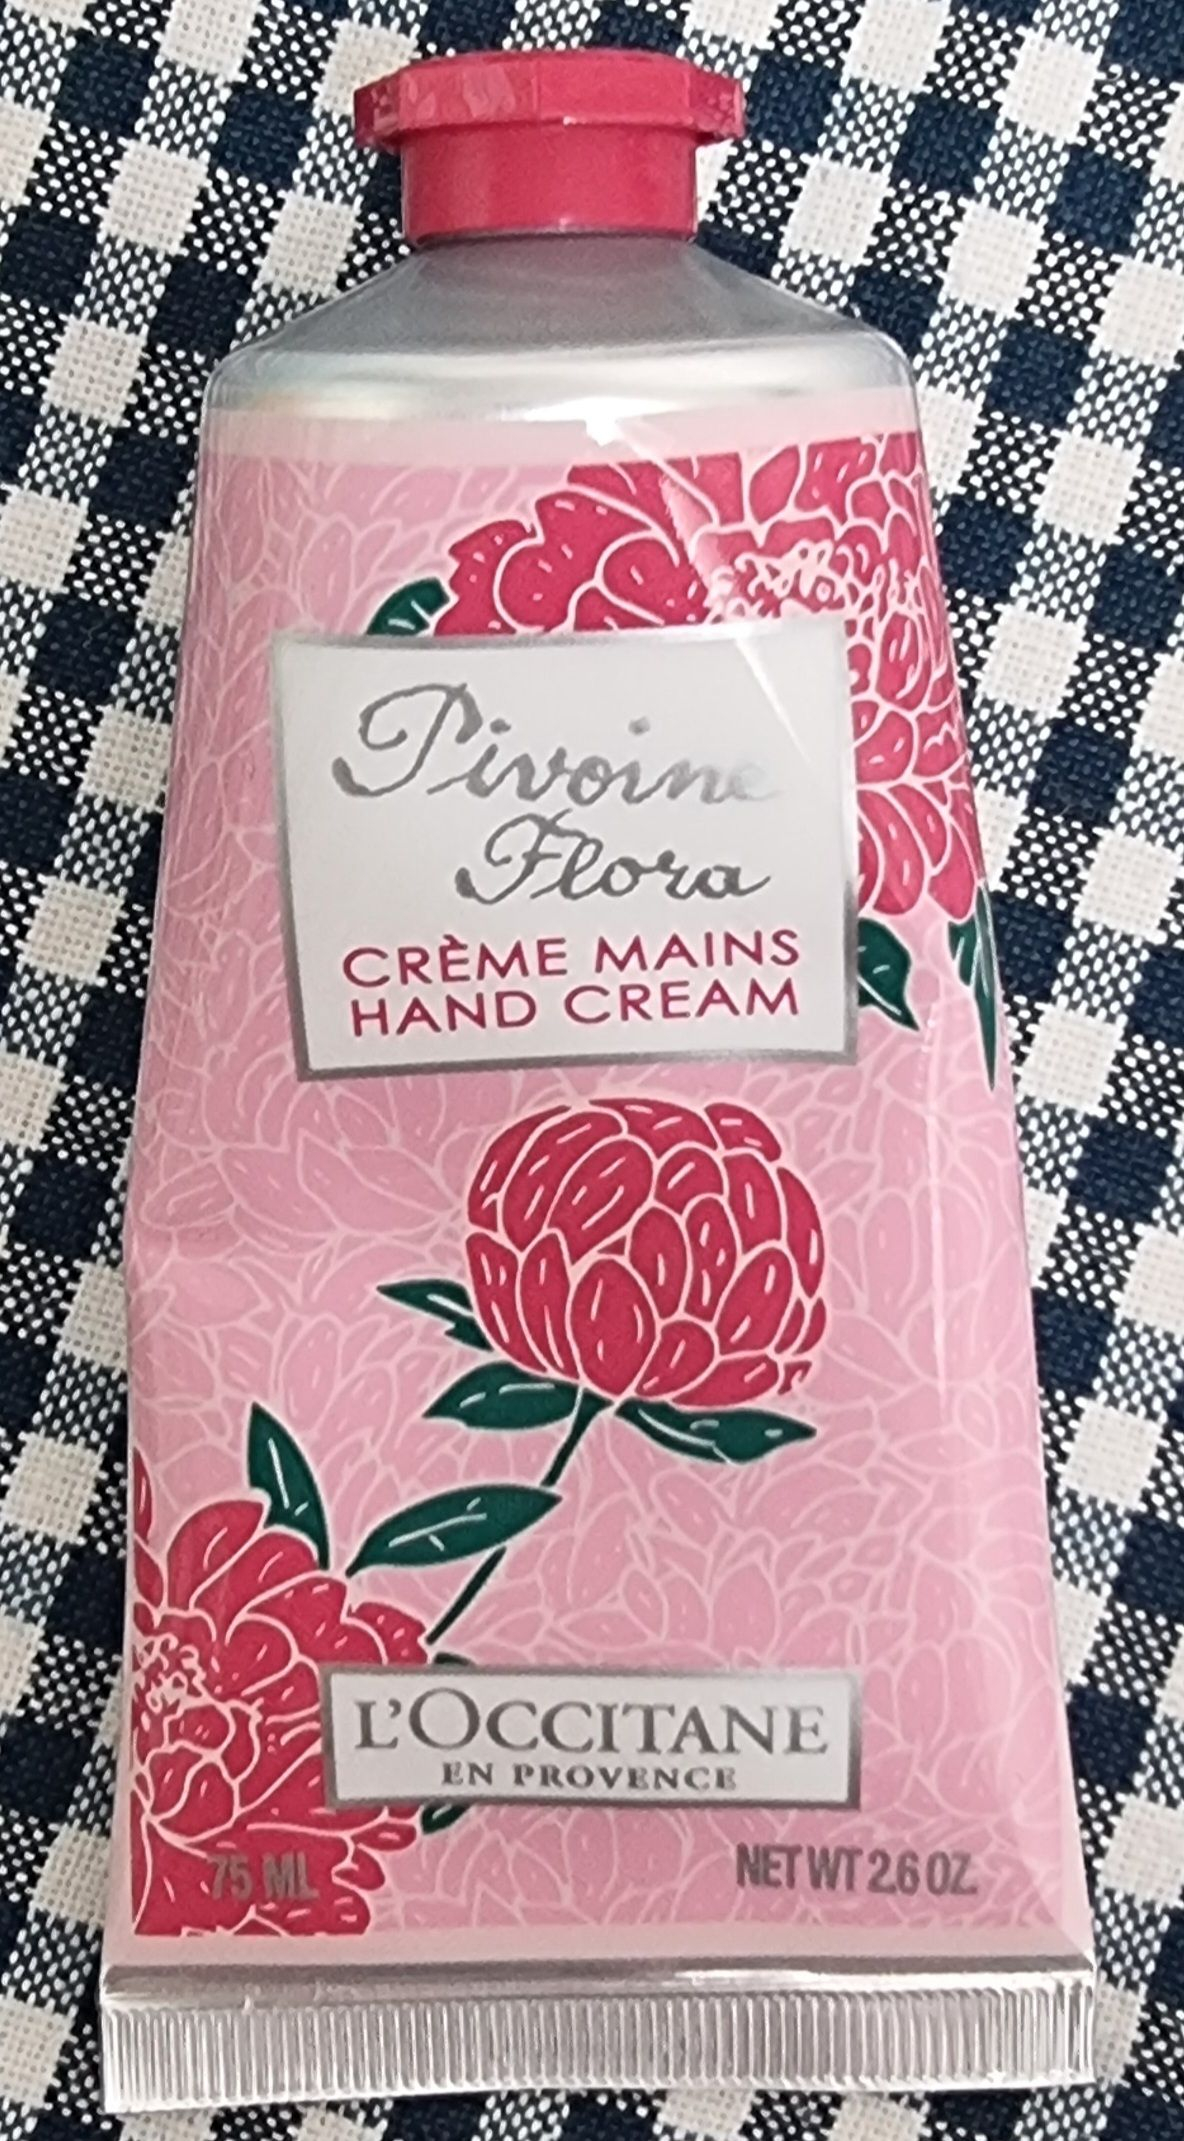 Pivoine
Flora
CRÈME MAINS
HAND CREAM
L'OCCITANE
EN PROVENCE
75 ML
NET WT 2.6 OZ.